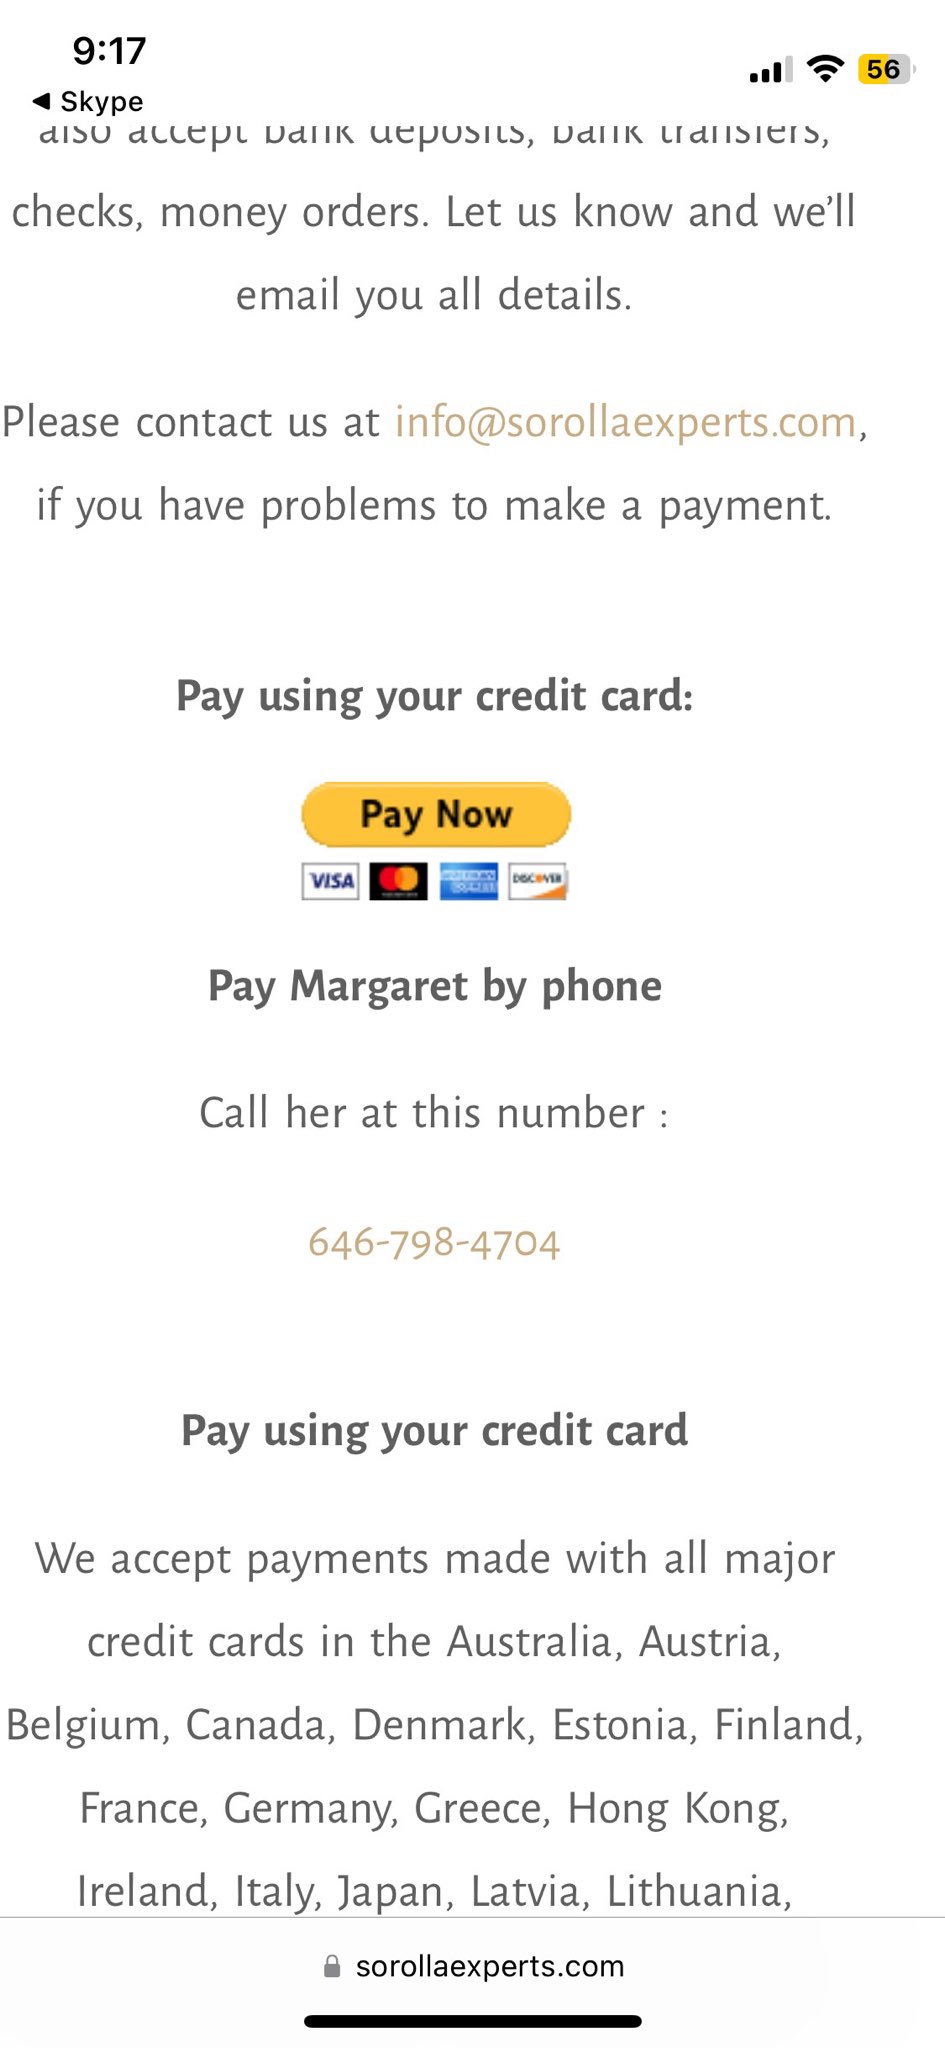 9:17
56
◀ Skype
also accept bank deposits, bank transfers,
checks, money orders. Let us know and we’ll
email you all details.
Please contact us at info@sorollaexperts.com,
if you have problems to make a payment.
Pay using your credit card:
Pay Now
VISA
DISCOVER
Pay Margaret by phone
Call her at this number :
646-798-4704
Pay using your credit card
We accept payments made with all major
credit cards in the Australia, Austria,
Belgium, Canada, Denmark, Estonia, Finland,
France, Germany, Greece, Hong Kong,
Ireland, Italy, Japan, Latvia, Lithuania,
sorollaexperts.com